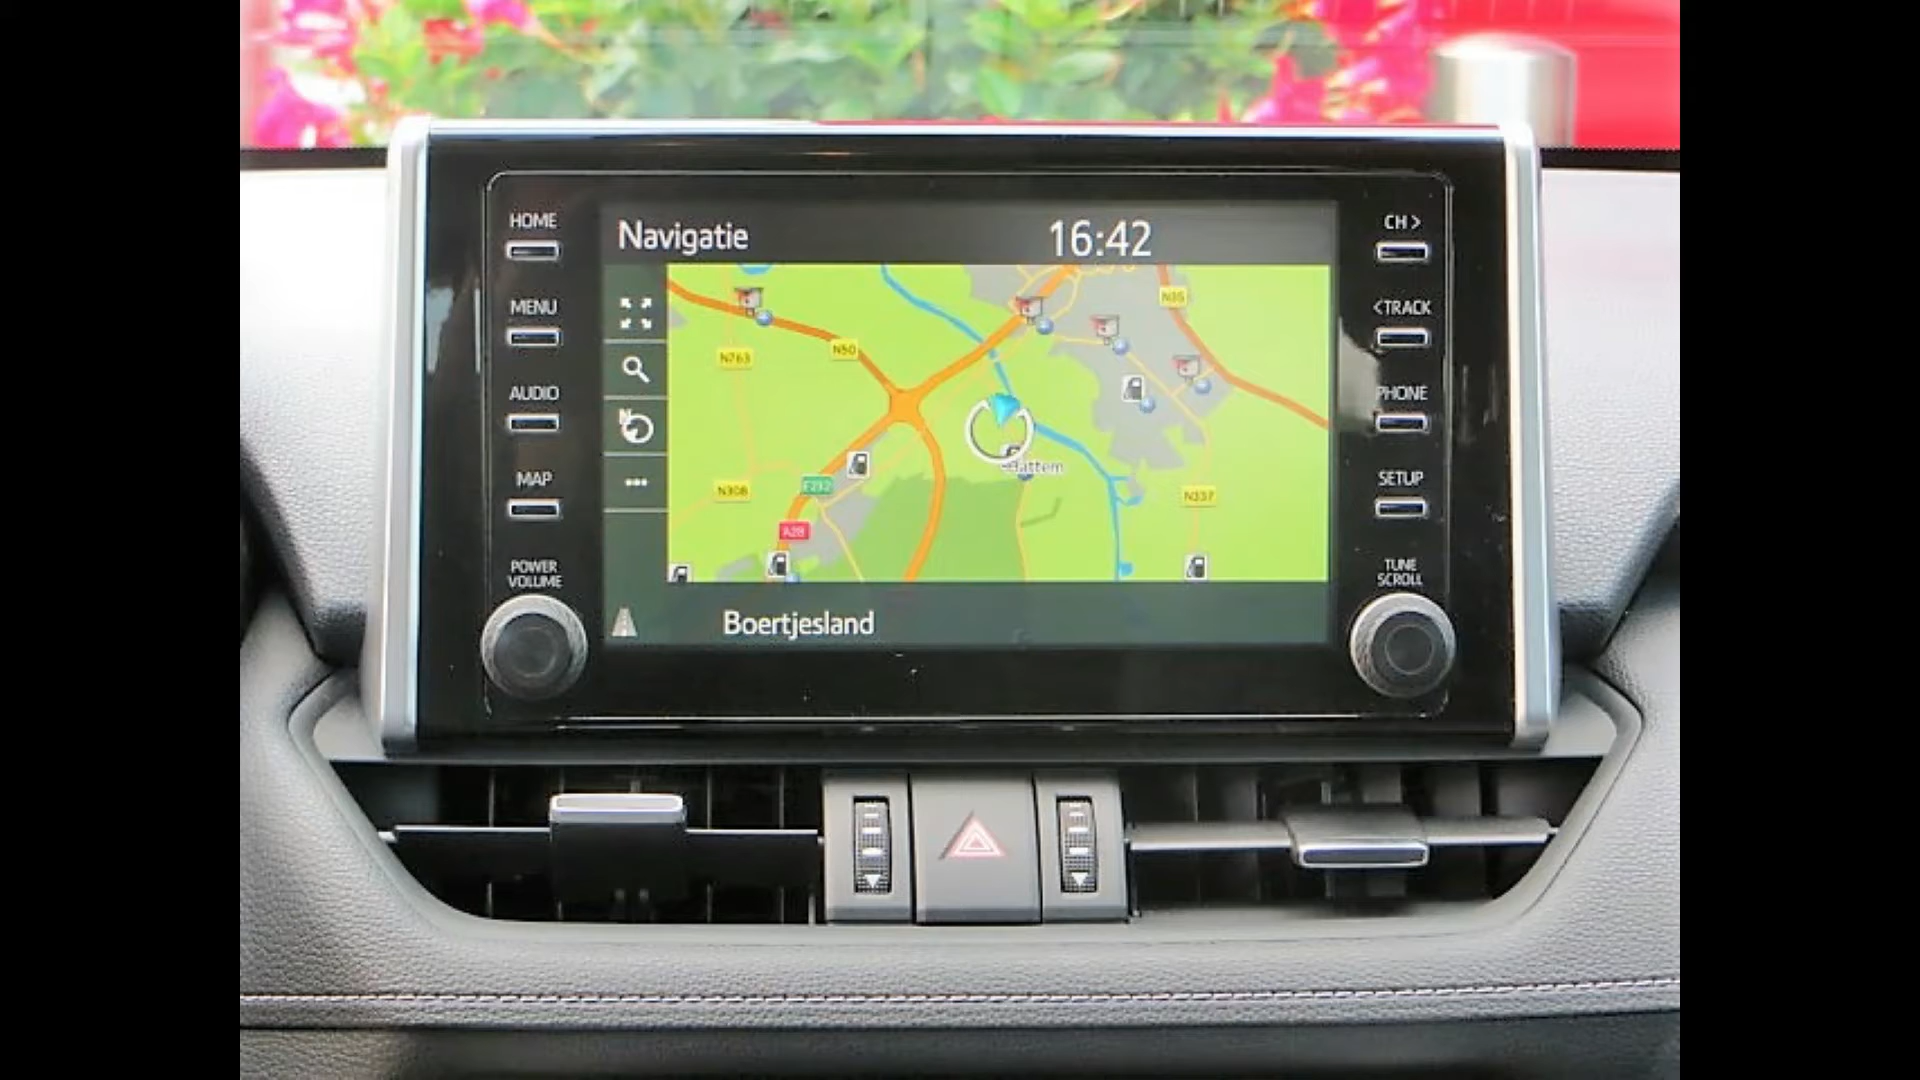 HOME
MENU
AUDIO
MAP
POWER
VOLUME
Navigatie 16:42
N35
N50
N763
N308
E232
A28
Hattem
N337
Boertjesland
CH >
<TRACK
PHONE
SETUP
TUNE
SCROLL